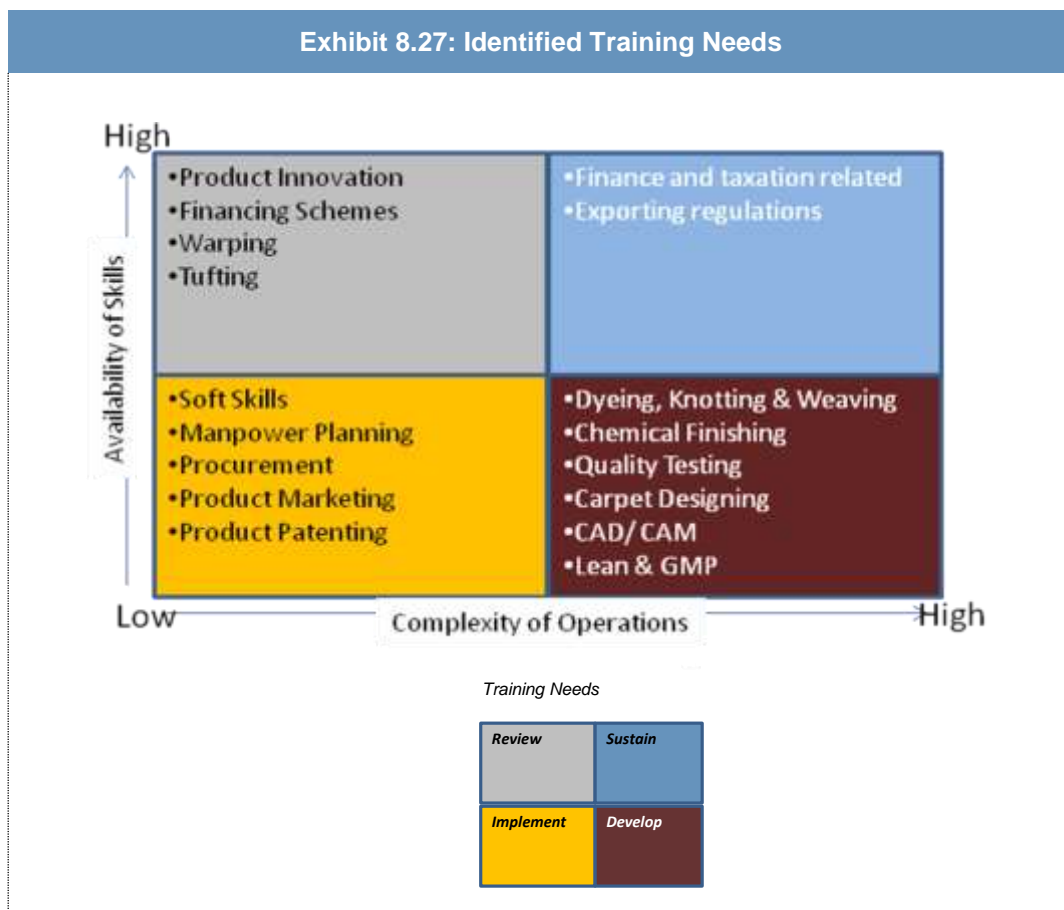 Exhibit 8.27: Identified Training Needs
High
Availability of Skills
•Product Innovation
•Financing Schemes
•Warping
•Tufting
•Finance and taxation related
•Exporting regulations
•Soft Skills
•Manpower Planning
•Procurement
•Product Marketing
•Product Patenting
•Dyeing, Knotting & Weaving
•Chemical Finishing
•Quality Testing
•Carpet Designing
•CAD/ CAM
•Lean & GMP
Low
Complexity of Operations
High
Training Needs
Review
Sustain
Implement
Develop